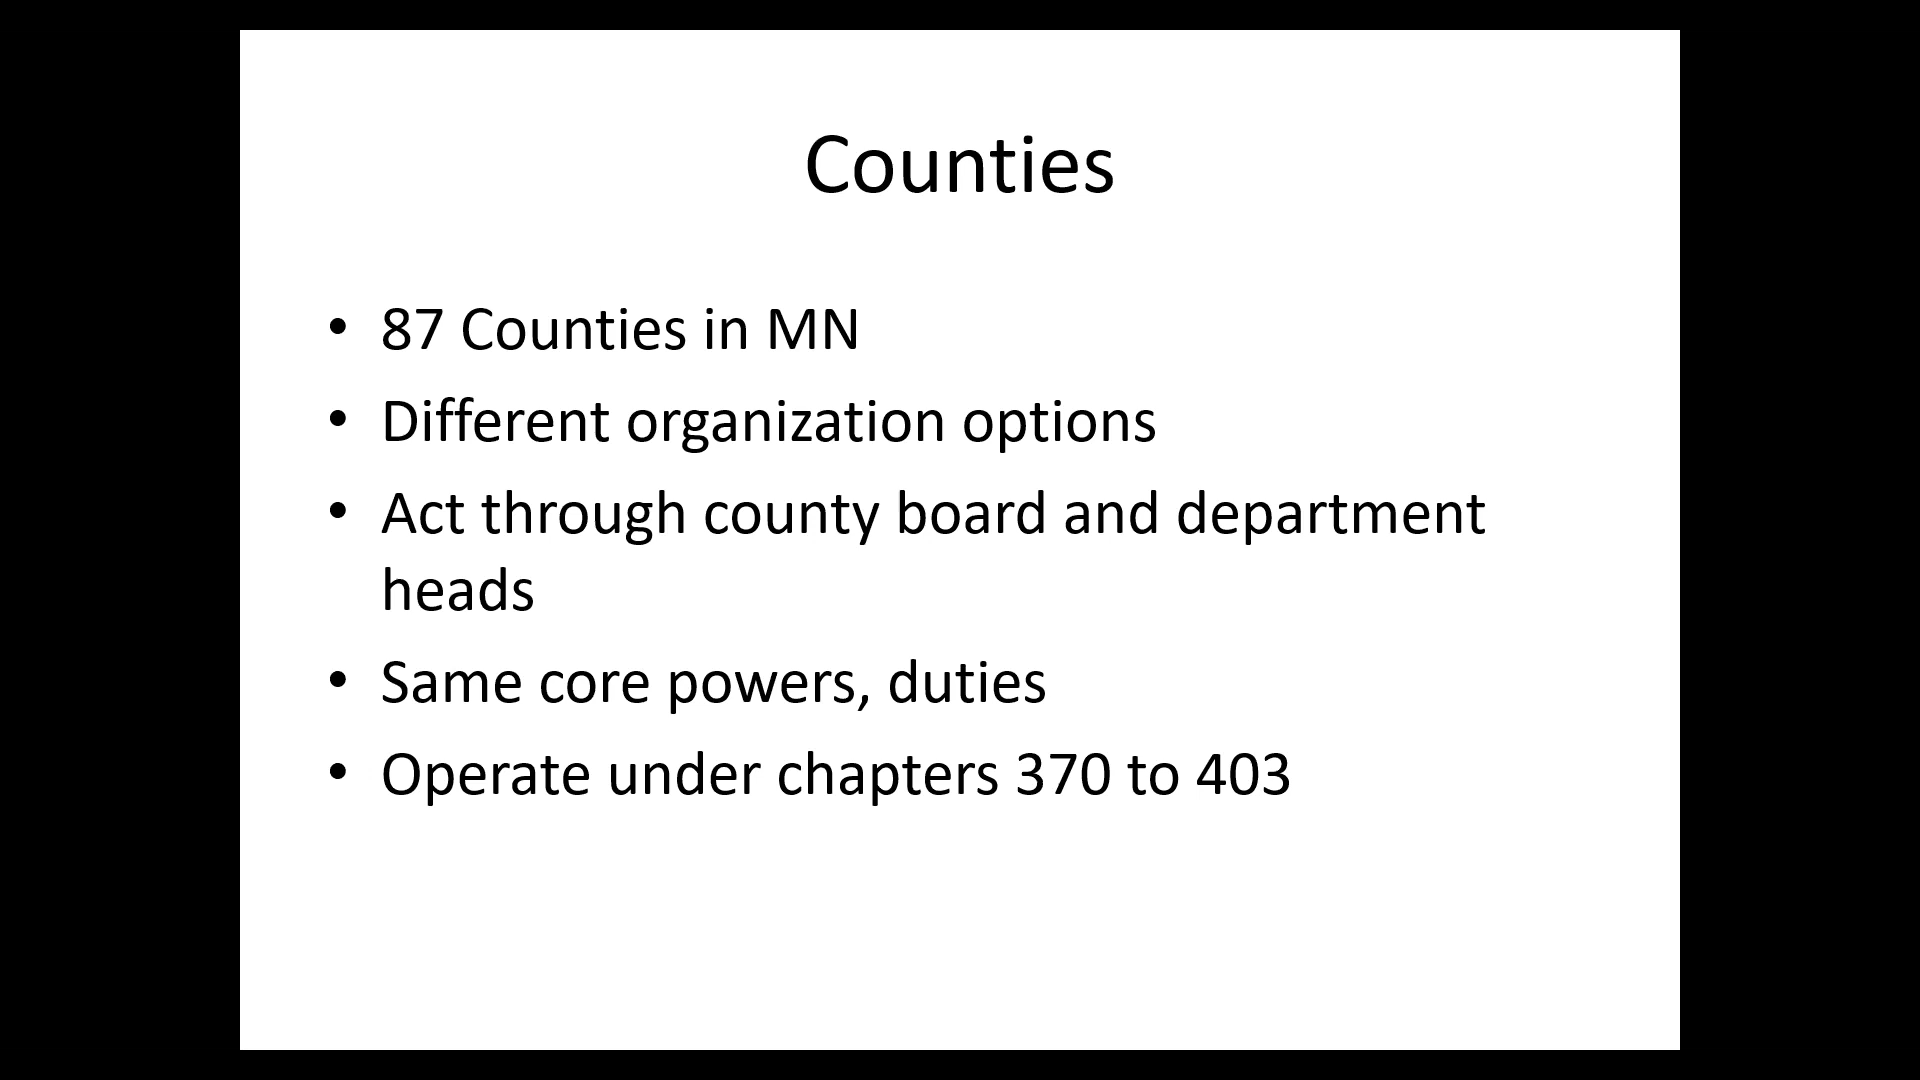 Counties
• 87 Counties in MN
• Different organization options
• Act through county board and department
heads
• Same core powers, duties
• Operate under chapters 370 to 403